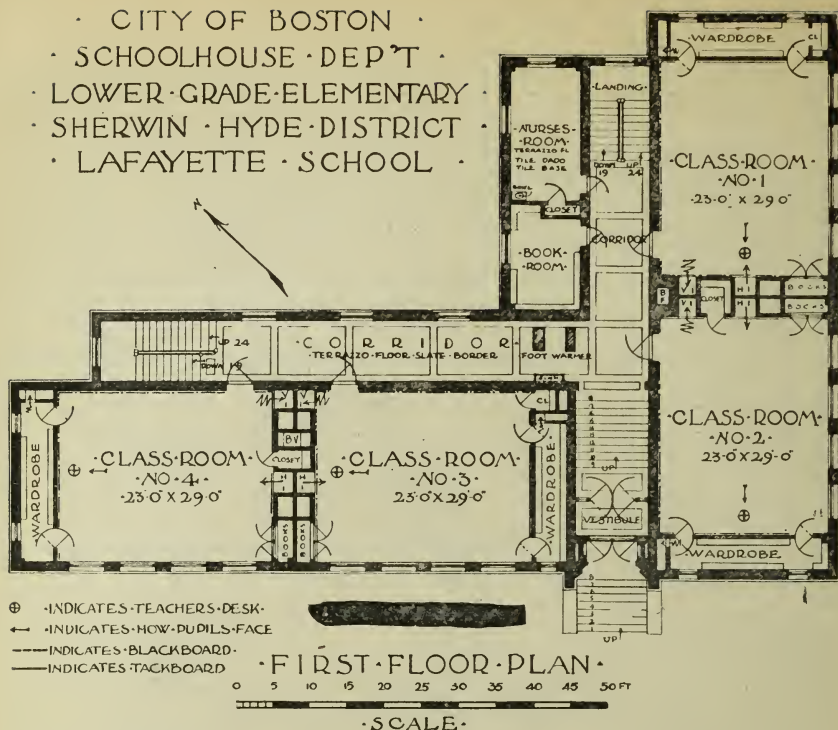 · CITY OF BOSTON ·
· SCHOOLHOUSE · DEP'T ·
· LOWER · GRADE · ELEMENTARY ·
· SHERWIN · HYDE · DISTRICT ·
· LAFAYETTE · SCHOOL ·
N
WARDROBE
CL
LANDING
NURSES
ROOM
TERRAZZO FL
TILE DADO
TILE BASE
BOWL
CLOSET
DOWN
19
UP
24
CLASS · ROOM
· NO · 1 ·
· 23·0" X 29·0"
BOOK
ROOM
CORRIDOR
V I
H I
CLOSET
BOOKS
BOOKS
V I
H I
UP 24
DOWN 19
· C · O · R · R · I · D · O · R ·
· TERRAZZO · FLOOR · SLATE · BORDER
FOOT WARMER
CLASS · ROOM
· NO · 2 ·
23·0" X 29·0"
WARDROBE
CLASS · ROOM
· NO · 4 ·
· 23·0" X 29·0"
BV
CLOSET
H
H
BOOKS
BOOKS
CLASS · ROOM
· NO · 3 ·
23·0" X 29·0"
CL
WARDROBE
UP
VESTIBULE
WARDROBE
UP
⊕ · INDICATES · TEACHERS · DESK ·
← · INDICATES · HOW · PUPILS · FACE
---- INDICATES · BLACKBOARD ·
—— INDICATES · TACKBOARD
· FIRST · FLOOR · PLAN ·
0 5 10 15 20 25 30 35 40 45 50 FT
· SCALE ·